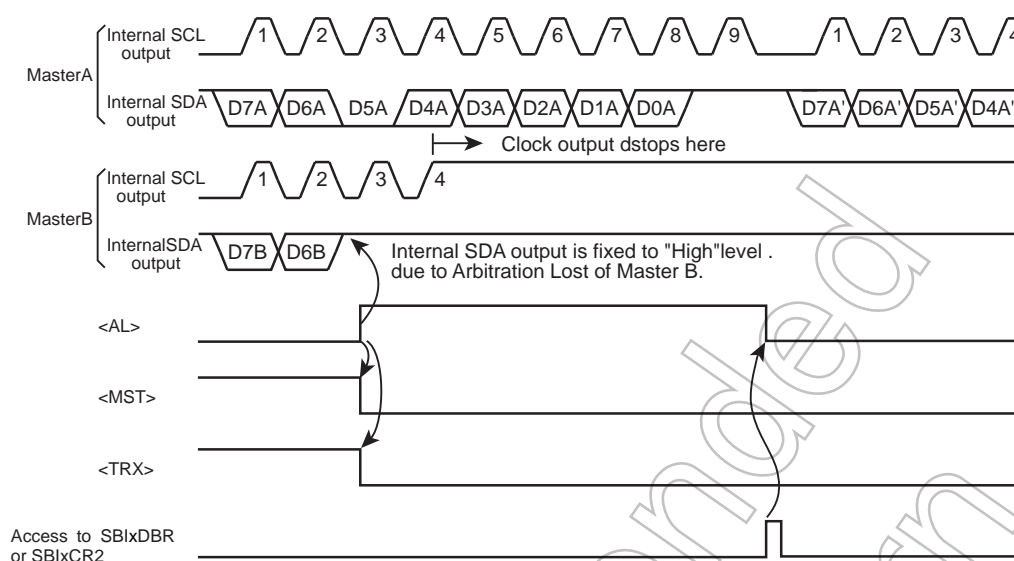 Internal SCL
output
1 2 3 4 5 6 7 8 9 1 2 3 4
MasterA
Internal SDA
output
D7A D6A D5A D4A D3A D2A D1A D0A D7A' D6A' D5A' D4A'
Clock output dstops here
Internal SCL
output
1 2 3 4
MasterB
InternalSDA
output
D7B D6B
Internal SDA output is fixed to "High"level .
due to Arbitration Lost of Master B.
<AL>
<MST>
<TRX>
Access to SBIxDBR
or SBIxCR2